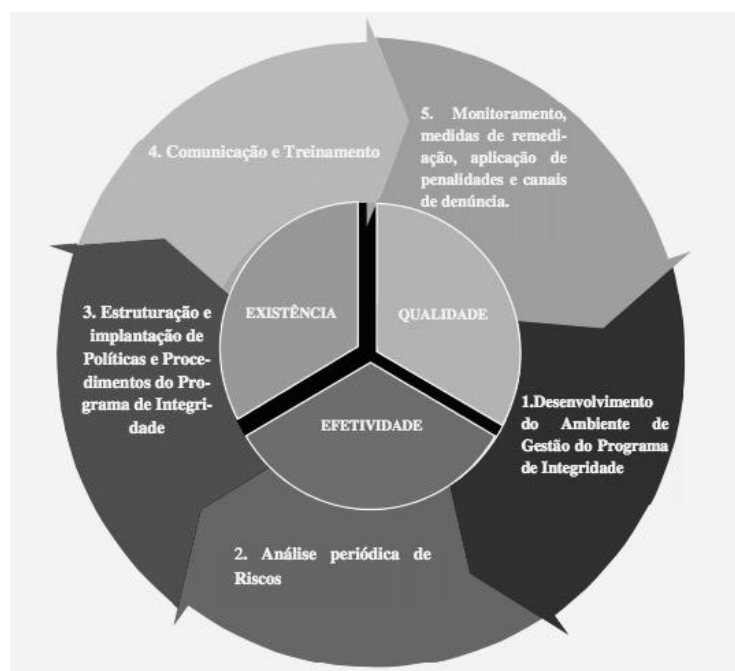 5. Monitoramento,
medidas de remedi-
ação, aplicação de
penalidades e canais
de denúncia.
4. Comunicação e Treinamento
EXISTÊNCIA
QUALIDADE
3. Estruturação e
implantação de
Políticas e Proce-
dimentos do Pro-
grama de Integri-
dade
EFETIVIDADE
1.Desenvolvimento
do Ambiente de
Gestão do Programa
de Integridade
2. Análise periódica de
Riscos